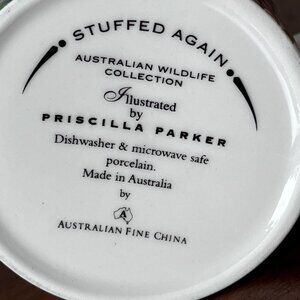 STUFFED AGAIN
AUSTRALIAN WILDLIFE
COLLECTION
Illustrated
by
PRISCILLA PARKER
Dishwasher & microwave safe
porcelain.
Made in Australia
by
A
AUSTRALIAN FINE CHINA